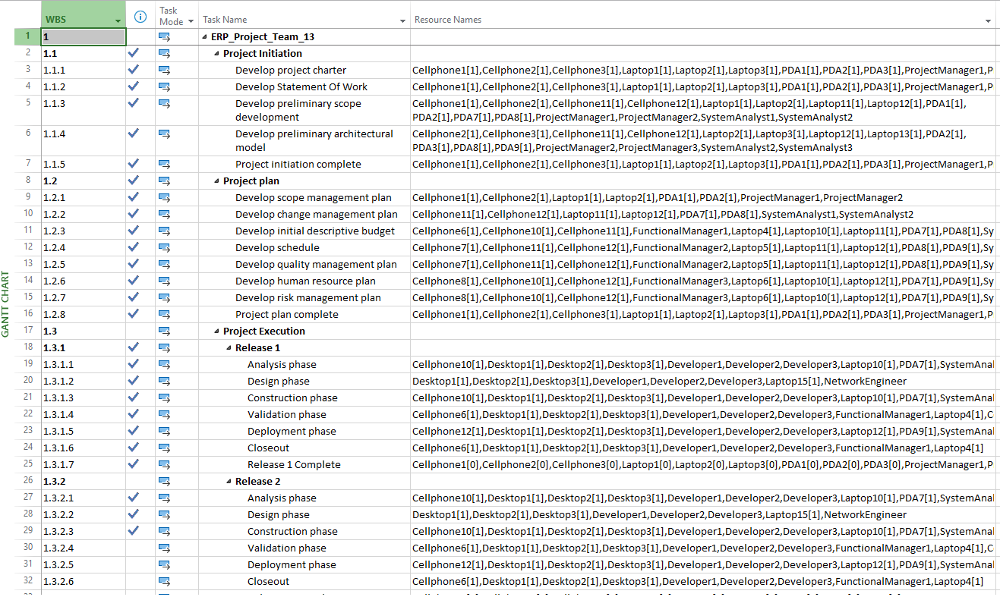 WBS Task Mode Task Name Resource Names
1 1 ERP_Project_Team_13
2 1.1 Project Initiation
3 1.1.1 Develop project charter Cellphone1[1],Cellphone2[1],Cellphone3[1],Laptop1[1],Laptop2[1],Laptop3[1],PDA1[1],PDA2[1],PDA3[1],ProjectManager1,P
4 1.1.2 Develop Statement Of Work Cellphone1[1],Cellphone2[1],Cellphone3[1],Laptop1[1],Laptop2[1],Laptop3[1],PDA1[1],PDA2[1],PDA3[1],ProjectManager1,P
5 1.1.3 Develop preliminary scope development Cellphone1[1],Cellphone2[1],Cellphone11[1],Cellphone12[1],Laptop1[1],Laptop2[1],Laptop11[1],Laptop12[1],PDA1[1],
PDA2[1],PDA7[1],PDA8[1],ProjectManager1,ProjectManager2,SystemAnalyst1,SystemAnalyst2
6 1.1.4 Develop preliminary architectural model Cellphone2[1],Cellphone3[1],Cellphone11[1],Cellphone12[1],Laptop2[1],Laptop3[1],Laptop12[1],Laptop13[1],PDA2[1],
PDA3[1],PDA8[1],PDA9[1],ProjectManager2,ProjectManager3,SystemAnalyst2,SystemAnalyst3
7 1.1.5 Project initiation complete Cellphone1[1],Cellphone2[1],Cellphone3[1],Laptop1[1],Laptop2[1],Laptop3[1],PDA1[1],PDA2[1],PDA3[1],ProjectManager1,P
8 1.2 Project plan
9 1.2.1 Develop scope management plan Cellphone1[1],Cellphone2[1],Laptop1[1],Laptop2[1],PDA1[1],PDA2[1],ProjectManager1,ProjectManager2
10 1.2.2 Develop change management plan Cellphone11[1],Cellphone12[1],Laptop11[1],Laptop12[1],PDA7[1],PDA8[1],SystemAnalyst1,SystemAnalyst2
11 1.2.3 Develop initial descriptive budget Cellphone6[1],Cellphone10[1],Cellphone11[1],FunctionalManager1,Laptop4[1],Laptop10[1],Laptop11[1],PDA7[1],PDA8[1],Sy
12 1.2.4 Develop schedule Cellphone7[1],Cellphone11[1],Cellphone12[1],FunctionalManager2,Laptop5[1],Laptop11[1],Laptop12[1],PDA8[1],PDA9[1],Sy
13 1.2.5 Develop quality management plan Cellphone7[1],Cellphone11[1],Cellphone12[1],FunctionalManager2,Laptop5[1],Laptop11[1],Laptop12[1],PDA8[1],PDA9[1],Sy
14 1.2.6 Develop human resource plan Cellphone8[1],Cellphone10[1],Cellphone12[1],FunctionalManager3,Laptop6[1],Laptop10[1],Laptop12[1],PDA7[1],PDA9[1],Sy
15 1.2.7 Develop risk management plan Cellphone8[1],Cellphone10[1],Cellphone12[1],FunctionalManager3,Laptop6[1],Laptop10[1],Laptop12[1],PDA7[1],PDA9[1],Sy
16 1.2.8 Project plan complete Cellphone1[1],Cellphone2[1],Cellphone3[1],Laptop1[1],Laptop2[1],Laptop3[1],PDA1[1],PDA2[1],PDA3[1],ProjectManager1,P
17 1.3 Project Execution
18 1.3.1 Release 1
19 1.3.1.1 Analysis phase Cellphone10[1],Desktop1[1],Desktop2[1],Desktop3[1],Developer1,Developer2,Developer3,Laptop10[1],PDA7[1],SystemAnal
20 1.3.1.2 Design phase Desktop1[1],Desktop2[1],Desktop3[1],Developer1,Developer2,Developer3,Laptop15[1],NetworkEngineer
21 1.3.1.3 Construction phase Cellphone10[1],Desktop1[1],Desktop2[1],Desktop3[1],Developer1,Developer2,Developer3,Laptop10[1],PDA7[1],SystemAnal
22 1.3.1.4 Validation phase Cellphone6[1],Desktop1[1],Desktop2[1],Desktop3[1],Developer1,Developer2,Developer3,FunctionalManager1,Laptop4[1],C
23 1.3.1.5 Deployment phase Cellphone12[1],Desktop1[1],Desktop2[1],Desktop3[1],Developer1,Developer2,Developer3,Laptop12[1],PDA9[1],SystemAnal
24 1.3.1.6 Closeout Cellphone6[1],Desktop1[1],Desktop2[1],Desktop3[1],Developer1,Developer2,Developer3,FunctionalManager1,Laptop4[1]
25 1.3.1.7 Release 1 Complete Cellphone1[0],Cellphone2[0],Cellphone3[0],Laptop1[0],Laptop2[0],Laptop3[0],PDA1[0],PDA2[0],PDA3[0],ProjectManager1,P
26 1.3.2 Release 2
27 1.3.2.1 Analysis phase Cellphone10[1],Desktop1[1],Desktop2[1],Desktop3[1],Developer1,Developer2,Developer3,Laptop10[1],PDA7[1],SystemAnal
28 1.3.2.2 Design phase Desktop1[1],Desktop2[1],Desktop3[1],Developer1,Developer2,Developer3,Laptop15[1],NetworkEngineer
29 1.3.2.3 Construction phase Cellphone10[1],Desktop1[1],Desktop2[1],Desktop3[1],Developer1,Developer2,Developer3,Laptop10[1],PDA7[1],SystemAnal
30 1.3.2.4 Validation phase Cellphone6[1],Desktop1[1],Desktop2[1],Desktop3[1],Developer1,Developer2,Developer3,FunctionalManager1,Laptop4[1],C
31 1.3.2.5 Deployment phase Cellphone12[1],Desktop1[1],Desktop2[1],Desktop3[1],Developer1,Developer2,Developer3,Laptop12[1],PDA9[1],SystemAnal
32 1.3.2.6 Closeout Cellphone6[1],Desktop1[1],Desktop2[1],Desktop3[1],Developer1,Developer2,Developer3,FunctionalManager1,Laptop4[1]
GANTT CHART